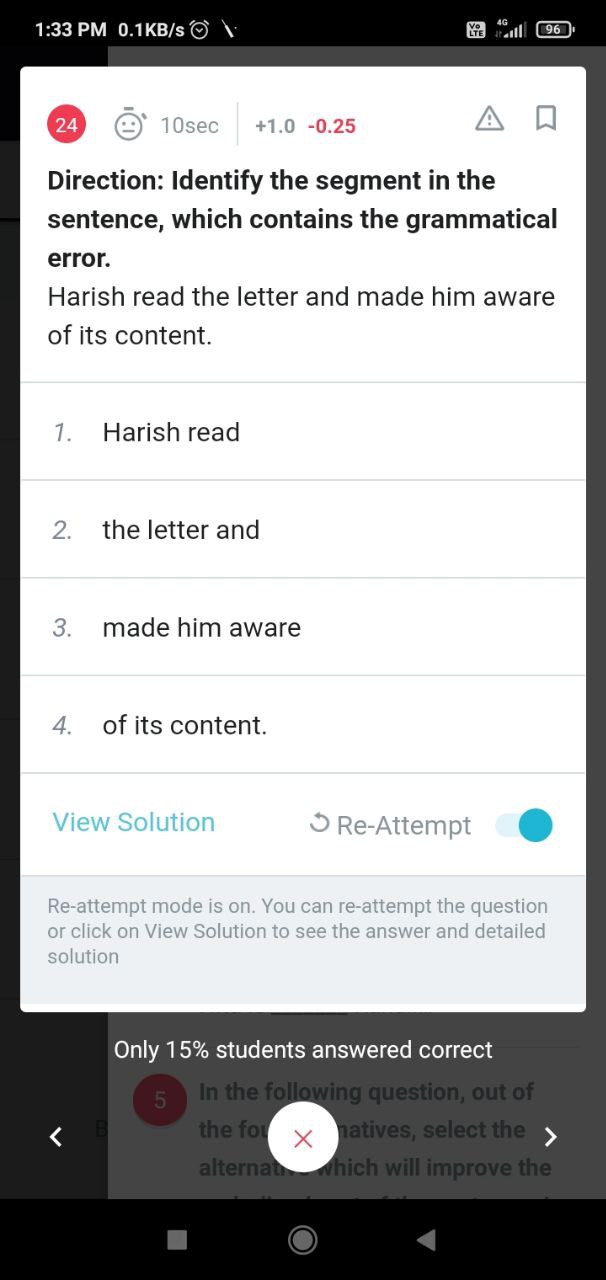 1:33 PM 0.1KB/s
Vo LTE 4G 96
24 10sec +1.0 -0.25
Direction: Identify the segment in the
sentence, which contains the grammatical
error.
Harish read the letter and made him aware
of its content.
1. Harish read
2. the letter and
3. made him aware
4. of its content.
View Solution Re-Attempt
Re-attempt mode is on. You can re-attempt the question
or click on View Solution to see the answer and detailed
solution
Only 15% students answered correct
5 In the following question, out of
B the fou natives, select the
alternativ which will improve the